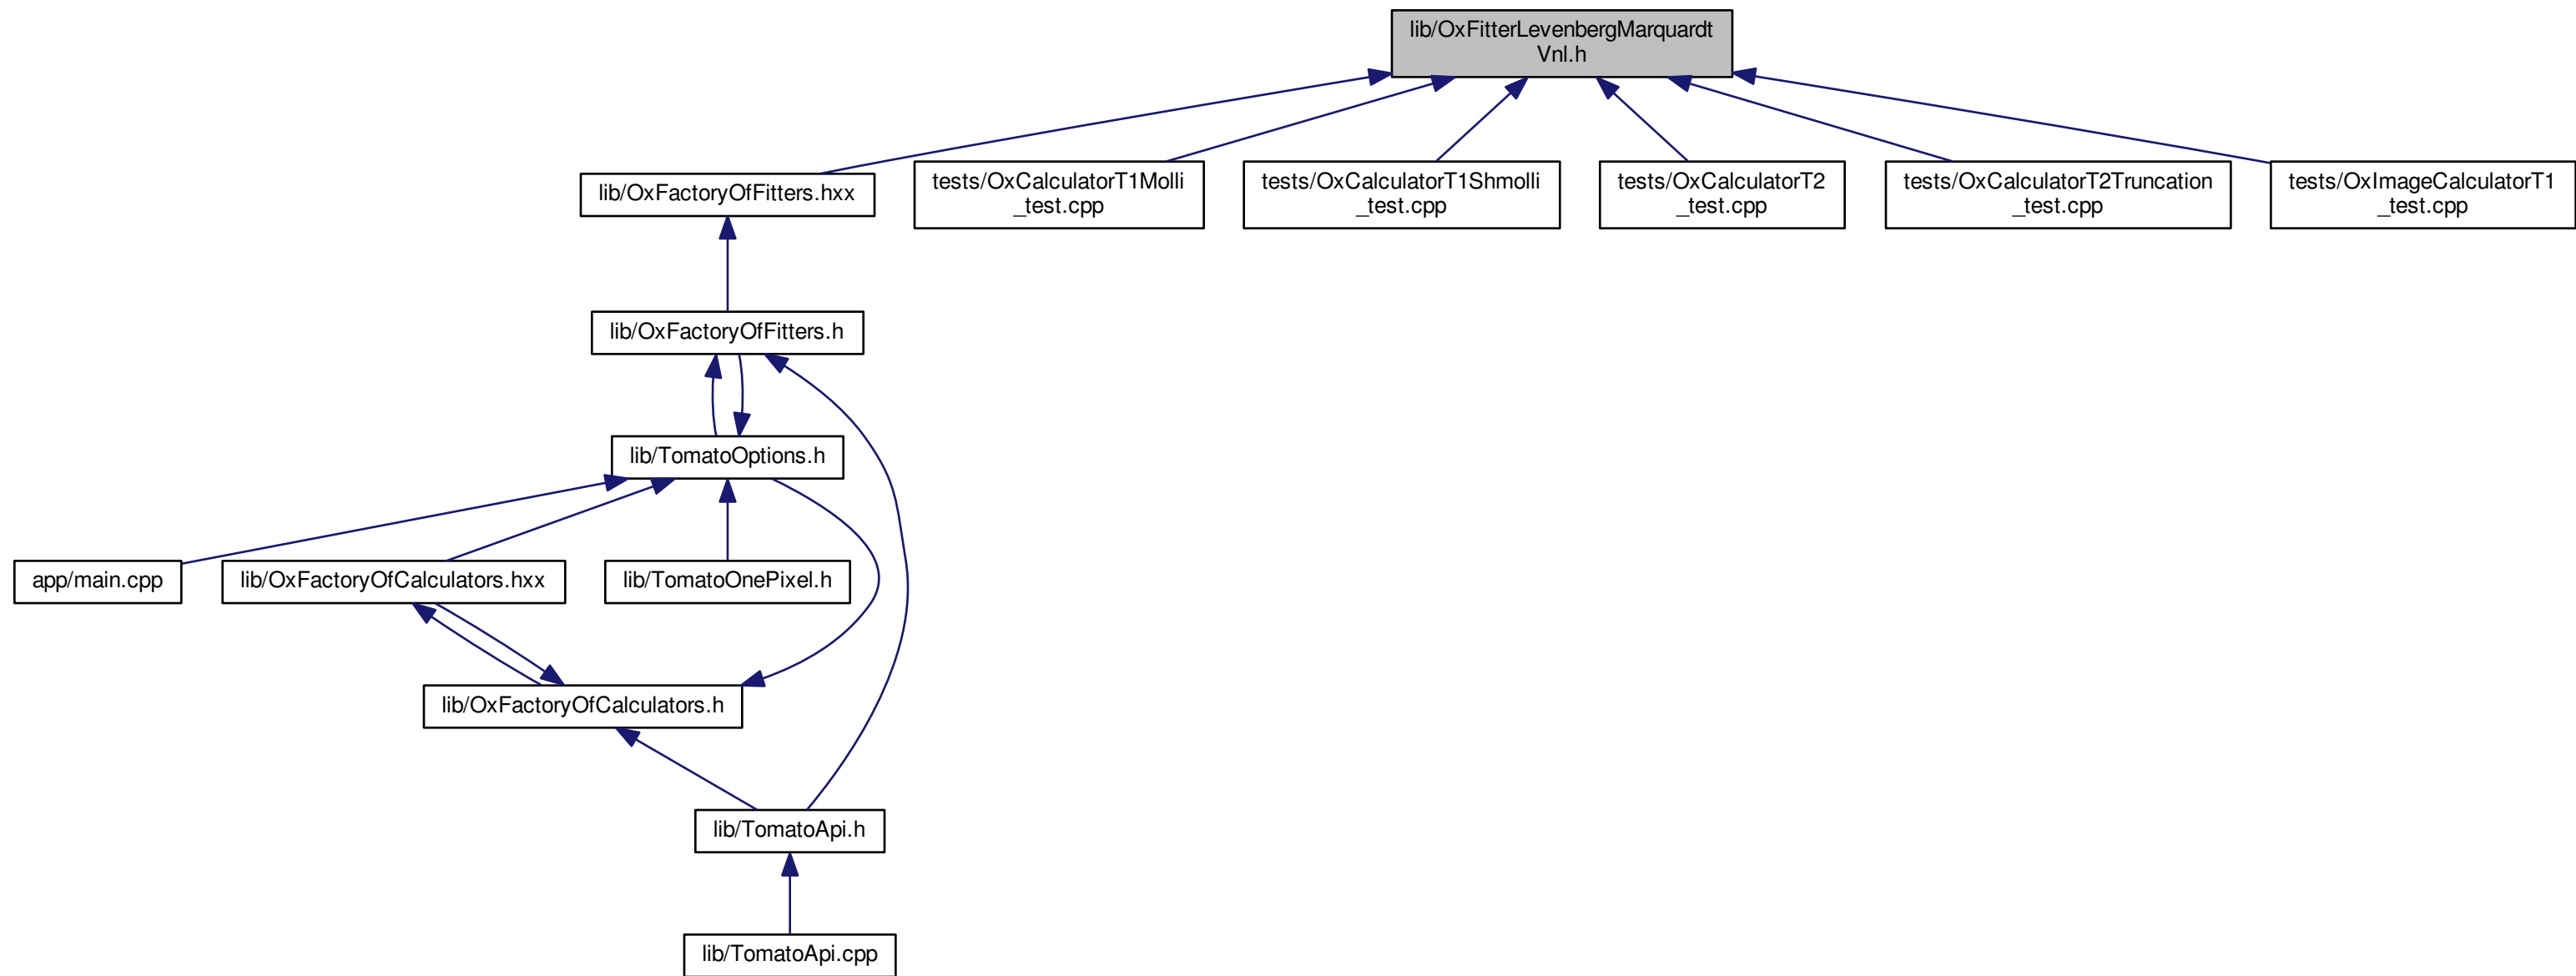 lib/OxFitterLevenbergMarquardt
Vnl.h
lib/OxFactoryOfFitters.hxx
tests/OxCalculatorT1Molli
_test.cpp
tests/OxCalculatorT1Shmolli
_test.cpp
tests/OxCalculatorT2
_test.cpp
tests/OxCalculatorT2Truncation
_test.cpp
tests/OxImageCalculatorT1
_test.cpp
lib/OxFactoryOfFitters.h
lib/TomatoOptions.h
app/main.cpp
lib/OxFactoryOfCalculators.hxx
lib/TomatoOnePixel.h
lib/OxFactoryOfCalculators.h
lib/TomatoApi.h
lib/TomatoApi.cpp